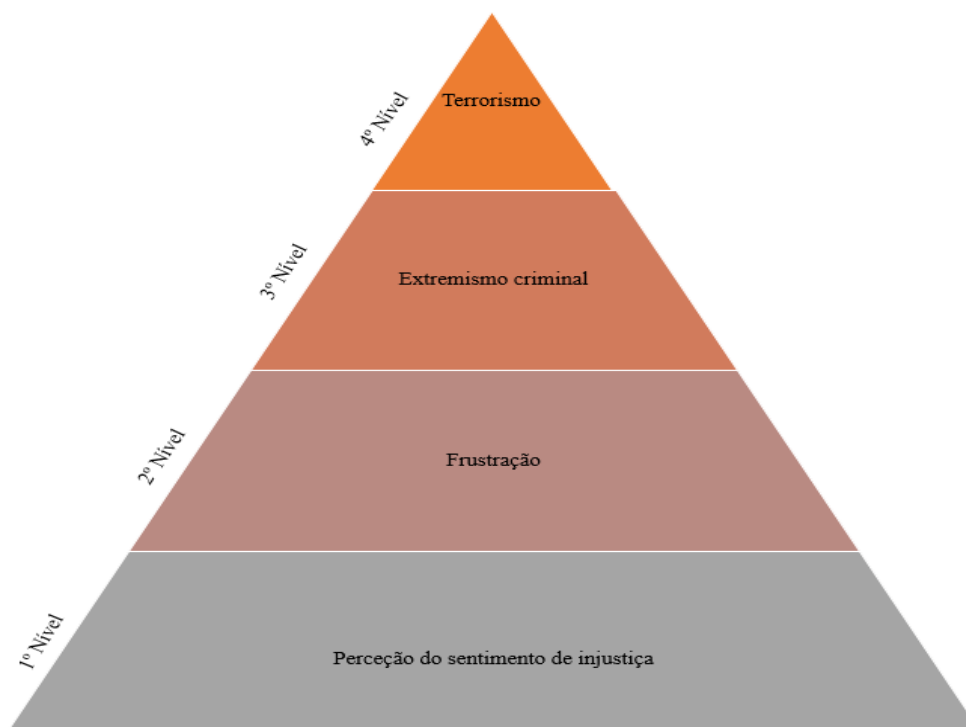 4º Nível
Terrorismo
3º Nível
Extremismo criminal
2º Nível
Frustração
1º Nível
Perceção do sentimento de injustiça